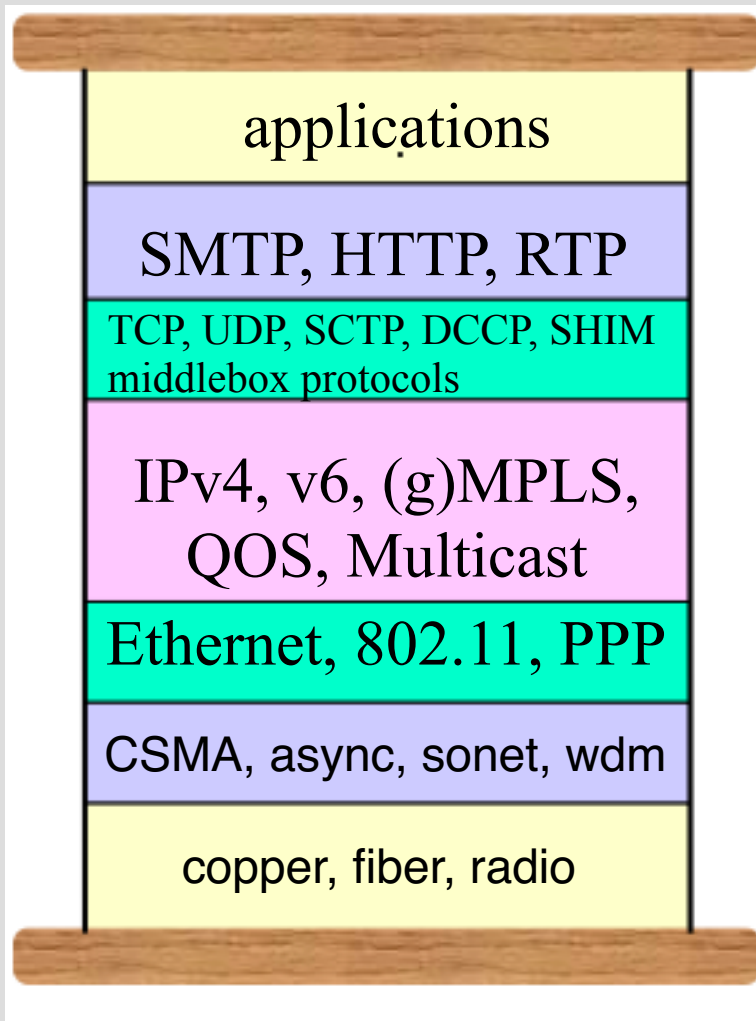 applications
SMTP, HTTP, RTP
TCP, UDP, SCTP, DCCP, SHIM
middlebox protocols
IPv4, v6, (g)MPLS,
QOS, Multicast
Ethernet, 802.11, PPP
CSMA, async, sonet, wdm
copper, fiber, radio